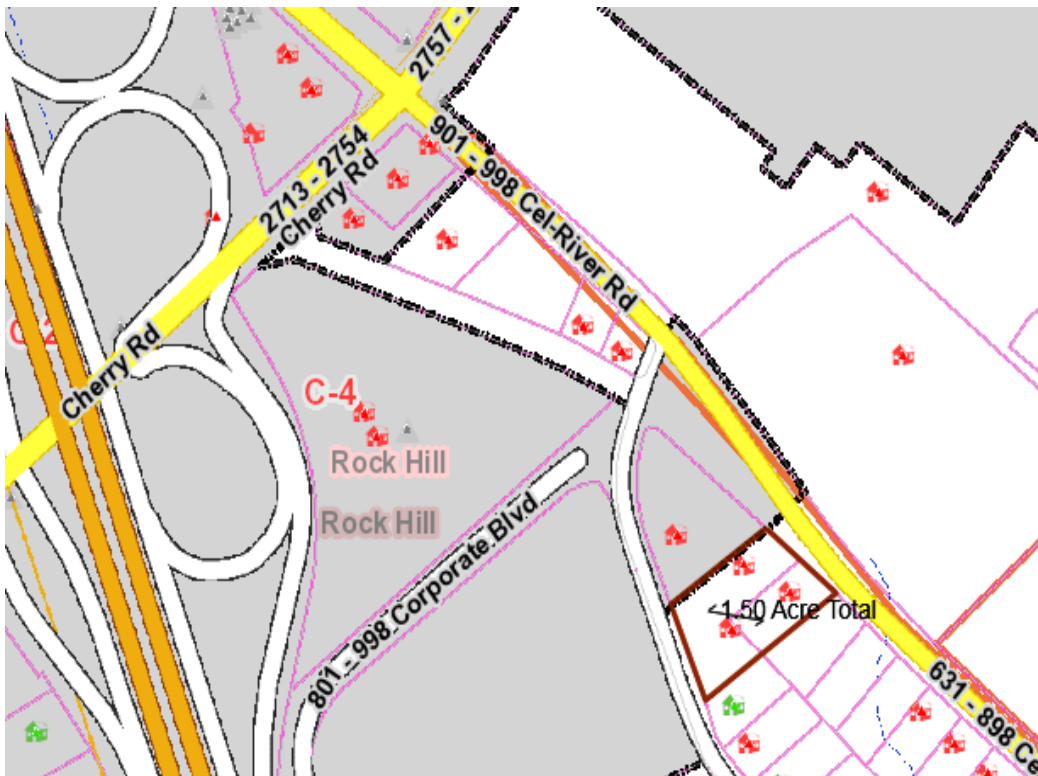 2757 -
901 - 998 Cel-River Rd
2713 - 2754
Cherry Rd
Cherry Rd
C-4
Rock Hill
Rock Hill
801 - 998 Corporate Blvd
1.50 Acre Total
631 - 898 Ce